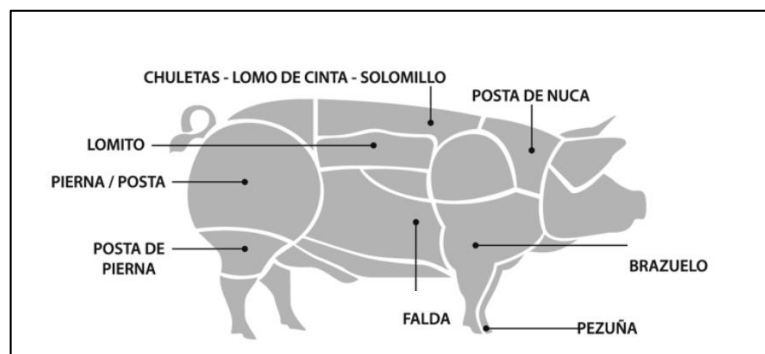 CHULETAS - LOMO DE CINTA - SOLOMILLO
POSTA DE NUCA
LOMITO
PIERNA / POSTA
POSTA DE
PIERNA
BRAZUELO
FALDA
PEZUÑA